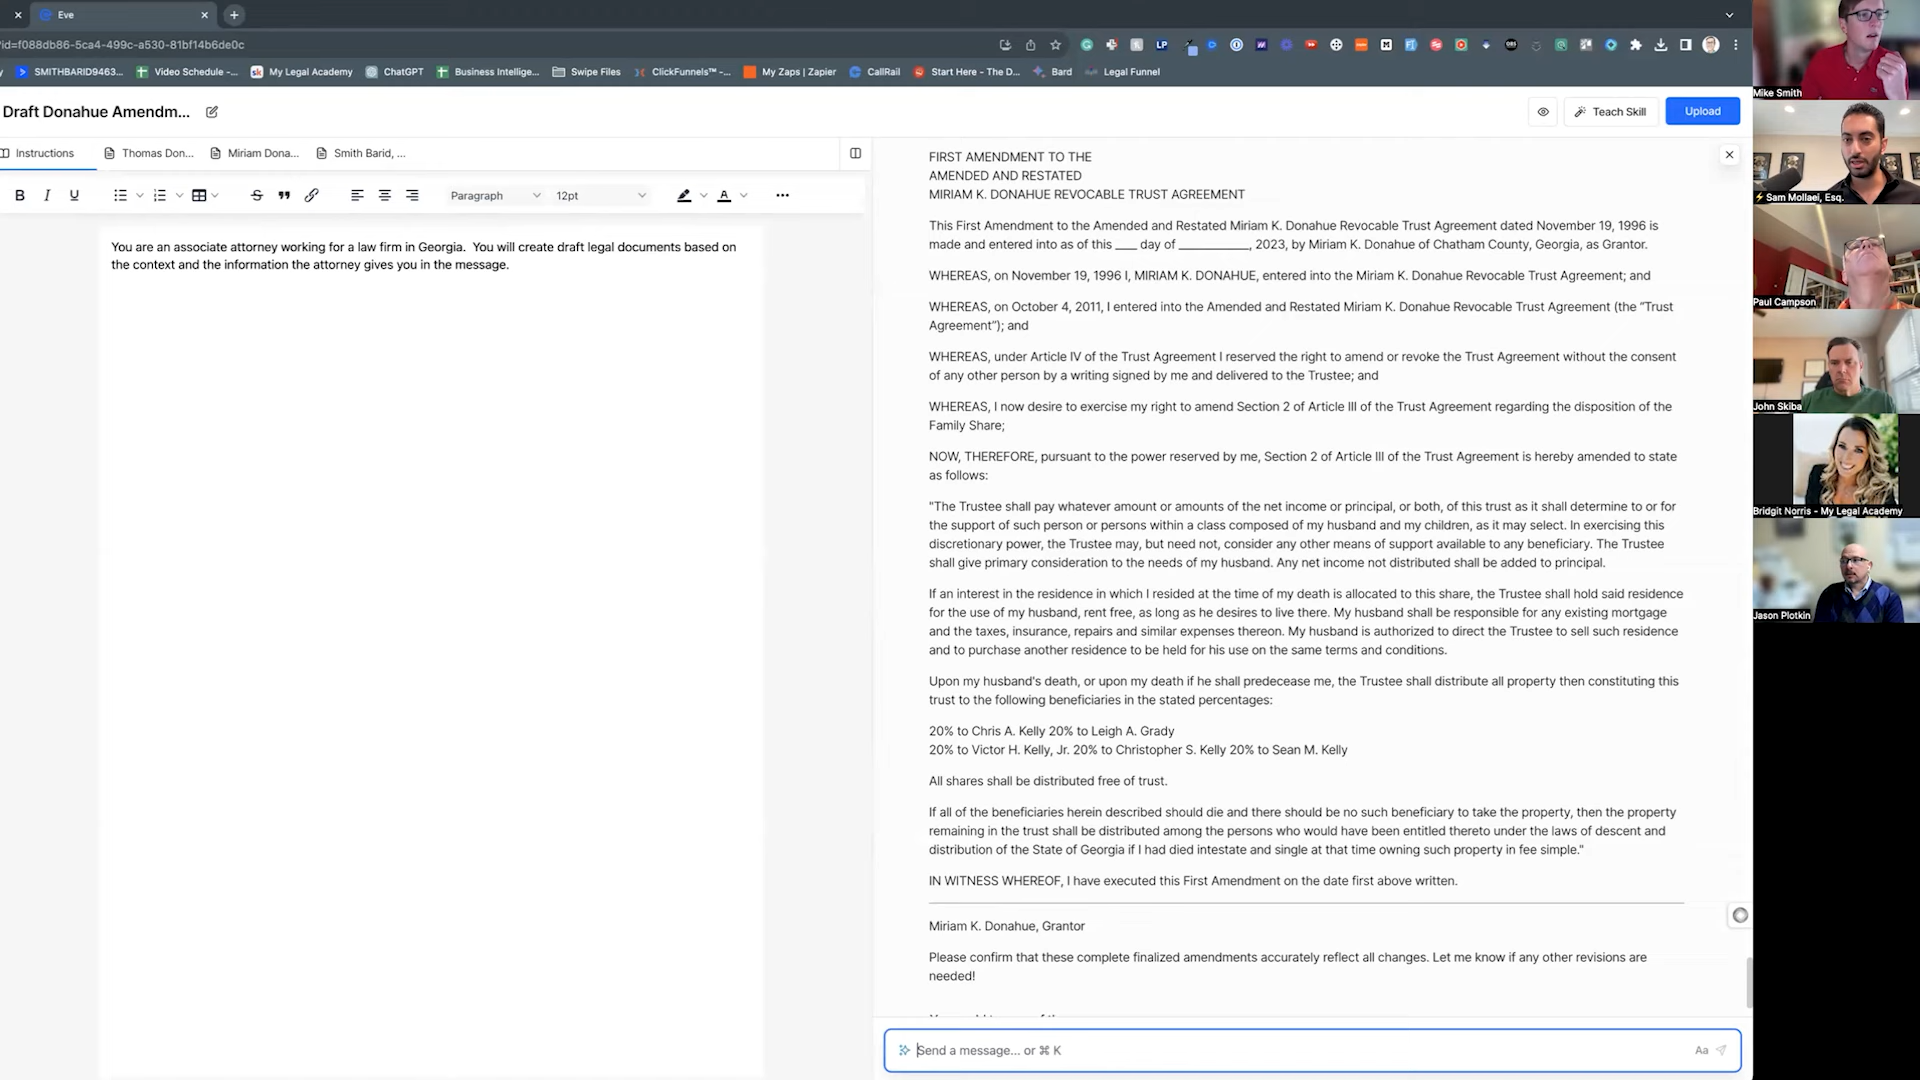 Eve
?id=f088db86-5ca4-499c-a530-81bf14b6de0c
SMITHBARID9463...
Video Schedule -...
My Legal Academy
ChatGPT
Business Intellige...
Swipe Files
ClickFunnels™ -...
My Zaps | Zapier
CallRail
Start Here - The D...
Bard
Legal Funnel
Draft Donahue Amendm...
Teach Skill
Upload
Instructions
Thomas Don...
Miriam Dona...
Smith Barid, ...
Paragraph
12pt
You are an associate attorney working for a law firm in Georgia. You will create draft legal documents based on
the context and the information the attorney gives you in the message.
FIRST AMENDMENT TO THE
AMENDED AND RESTATED
MIRIAM K. DONAHUE REVOCABLE TRUST AGREEMENT
This First Amendment to the Amended and Restated Miriam K. Donahue Revocable Trust Agreement dated November 19, 1996 is
made and entered into as of this ___ day of __________, 2023, by Miriam K. Donahue of Chatham County, Georgia, as Grantor.
WHEREAS, on November 19, 1996 I, MIRIAM K. DONAHUE, entered into the Miriam K. Donahue Revocable Trust Agreement; and
WHEREAS, on October 4, 2011, I entered into the Amended and Restated Miriam K. Donahue Revocable Trust Agreement (the "Trust
Agreement"); and
WHEREAS, under Article IV of the Trust Agreement I reserved the right to amend or revoke the Trust Agreement without the consent
of any other person by a writing signed by me and delivered to the Trustee; and
WHEREAS, I now desire to exercise my right to amend Section 2 of Article III of the Trust Agreement regarding the disposition of the
Family Share;
NOW, THEREFORE, pursuant to the power reserved by me, Section 2 of Article III of the Trust Agreement is hereby amended to state
as follows:
"The Trustee shall pay whatever amount or amounts of the net income or principal, or both, of this trust as it shall determine to or for
the support of such person or persons within a class composed of my husband and my children, as it may select. In exercising this
discretionary power, the Trustee may, but need not, consider any other means of support available to any beneficiary. The Trustee
shall give primary consideration to the needs of my husband. Any net income not distributed shall be added to principal.
If an interest in the residence in which I resided at the time of my death is allocated to this share, the Trustee shall hold said residence
for the use of my husband, rent free, as long as he desires to live there. My husband shall be responsible for any existing mortgage
and the taxes, insurance, repairs and similar expenses thereon. My husband is authorized to direct the Trustee to sell such residence
and to purchase another residence to be held for his use on the same terms and conditions.
Upon my husband's death, or upon my death if he shall predecease me, the Trustee shall distribute all property then constituting this
trust to the following beneficiaries in the stated percentages:
20% to Chris A. Kelly 20% to Leigh A. Grady
20% to Victor H. Kelly, Jr. 20% to Christopher S. Kelly 20% to Sean M. Kelly
All shares shall be distributed free of trust.
If all of the beneficiaries herein described should die and there should be no such beneficiary to take the property, then the property
remaining in the trust shall be distributed among the persons who would have been entitled thereto under the laws of descent and
distribution of the State of Georgia if I had died intestate and single at that time owning such property in fee simple."
IN WITNESS WHEREOF, I have executed this First Amendment on the date first above written.
Miriam K. Donahue, Grantor
Please confirm that these complete finalized amendments accurately reflect all changes. Let me know if any other revisions are
needed!
Send a message... or ⌘ K
Aa
Mike Smith
Sam Mollaei, Esq.
Paul Campson
John Skiba
Bridgit Norris - My Legal Academy
Jason Plotkin